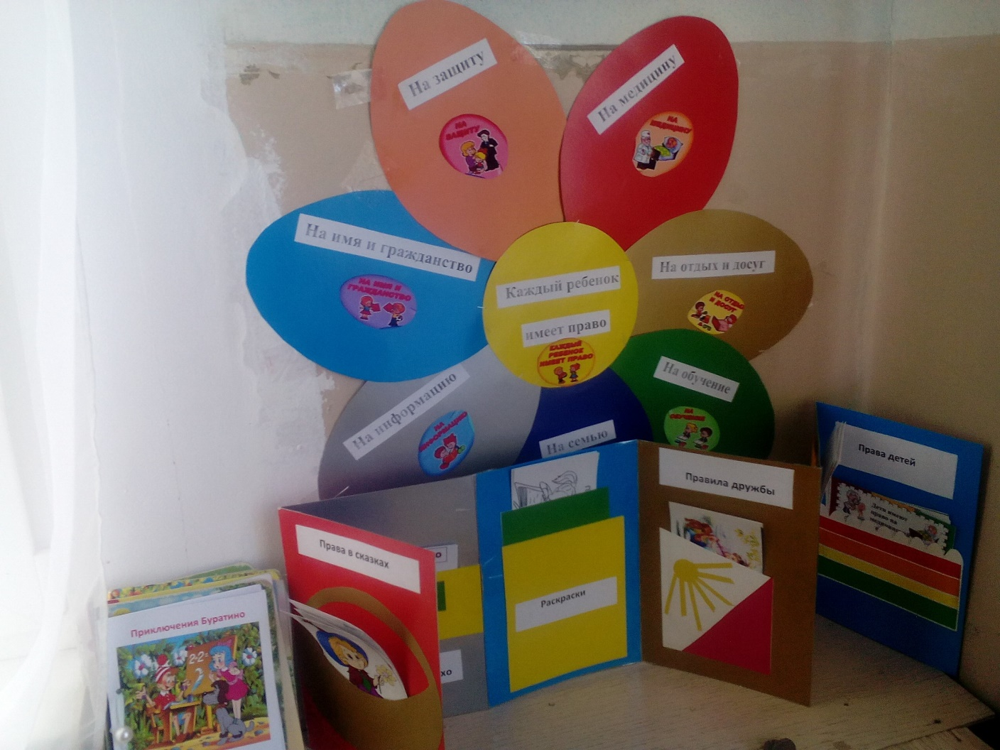 На защиту
НА
ЗАЩИТУ
На медицину
НА
МЕДИЦИНУ
На имя и гражданство
НА ИМЯ И
ГРАЖДАНСТВО
Каждый ребенок
имеет право
КАЖДЫЙ
РЕБЕНОК
ИМЕЕТ ПРАВО
На отдых и досуг
НА ОТДЫХ
И ДОСУГ
На обучение
НА
ОБУЧЕНИЕ
На информацию
НА
ИНФОРМАЦИЮ
На семью
Права в сказках
Раскраски
Правила дружбы
Права детей
Дети имеют
право на
медицину
Приключения Буратино
2·2=